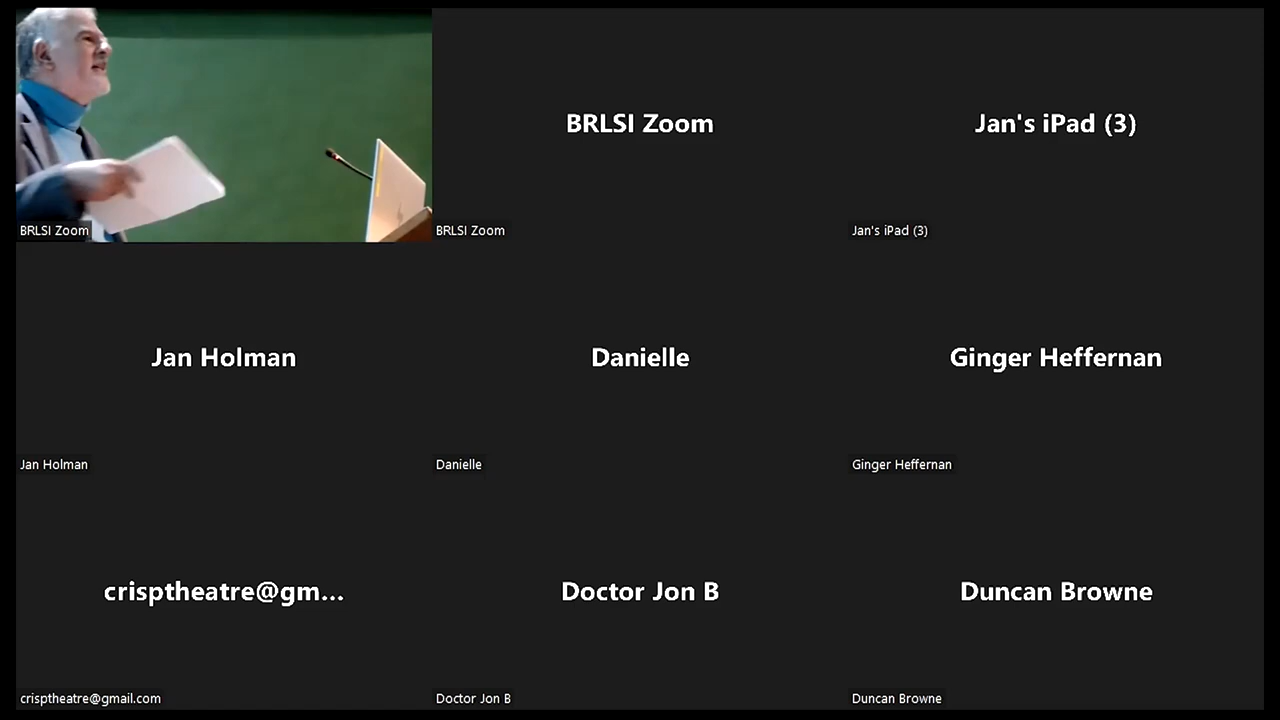 BRLSI Zoom
Jan's iPad (3)
BRLSI Zoom
BRLSI Zoom
Jan's iPad (3)
Jan Holman
Danielle
Ginger Heffernan
Jan Holman
Danielle
Ginger Heffernan
crisptheatre@gm...
Doctor Jon B
Duncan Browne
crisptheatre@gmail.com
Doctor Jon B
Duncan Browne